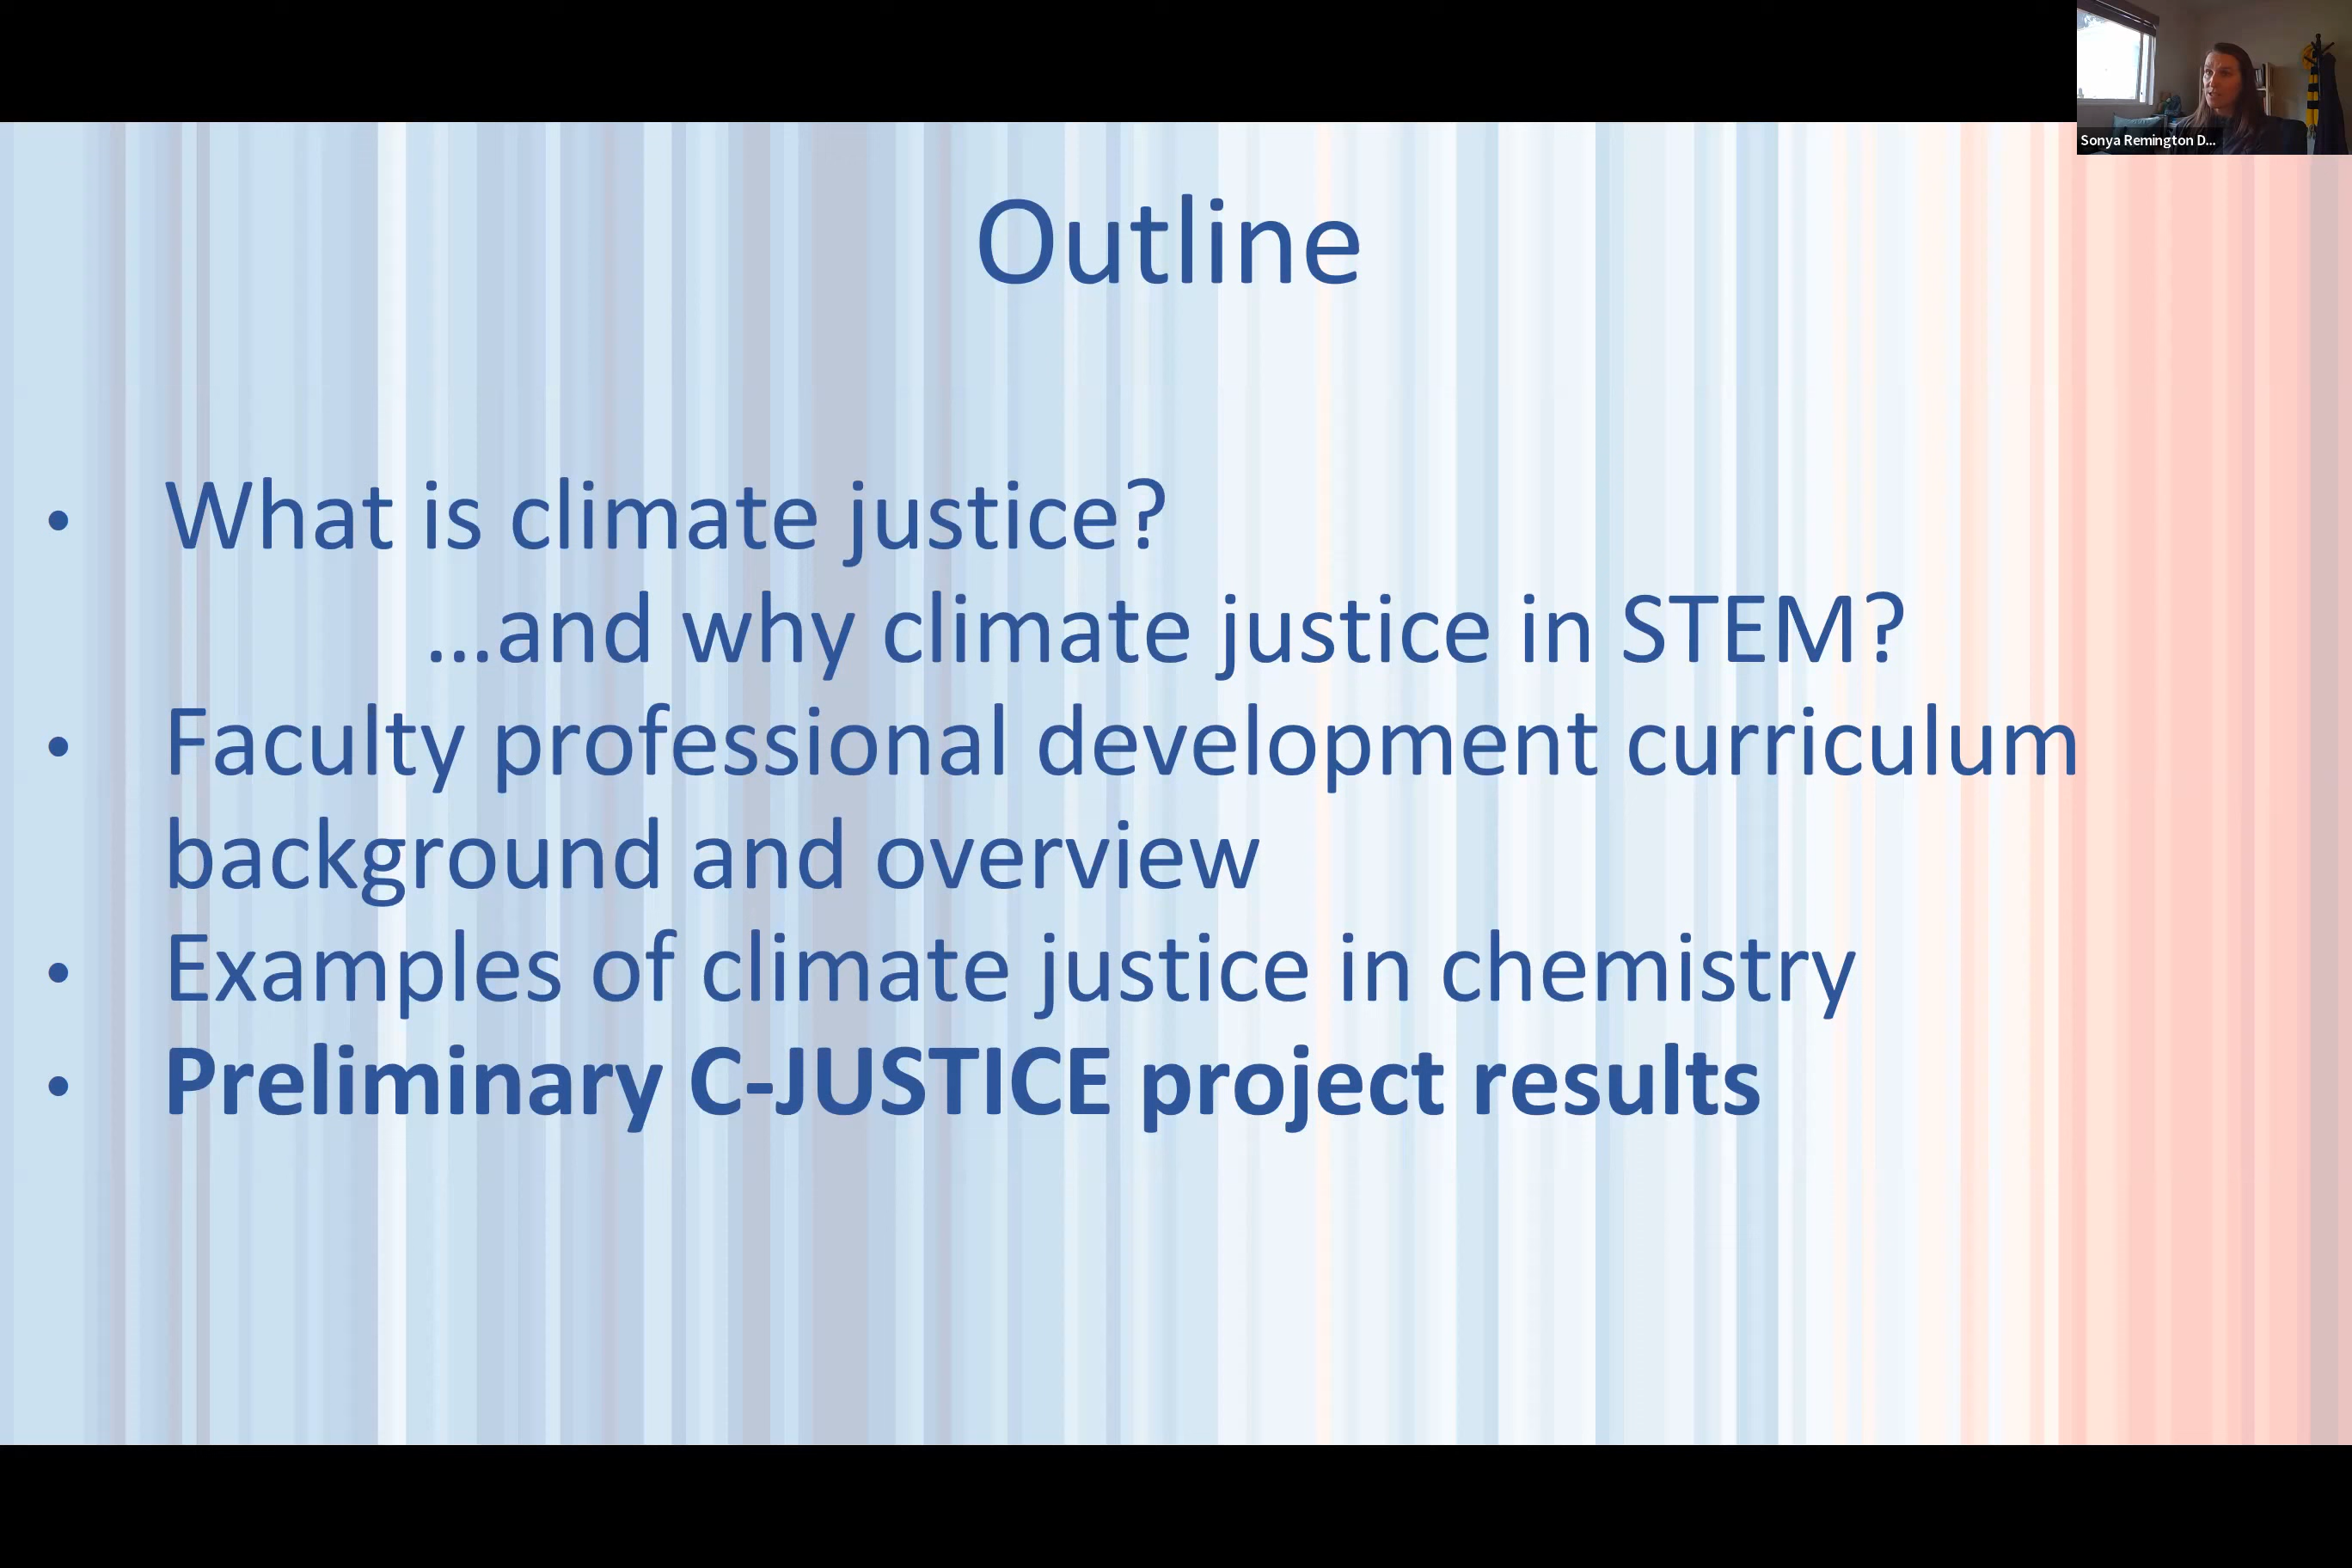 Sonya Remington D...
Outline
• What is climate justice?
...and why climate justice in STEM?
• Faculty professional development curriculum
background and overview
• Examples of climate justice in chemistry
• Preliminary C-JUSTICE project results